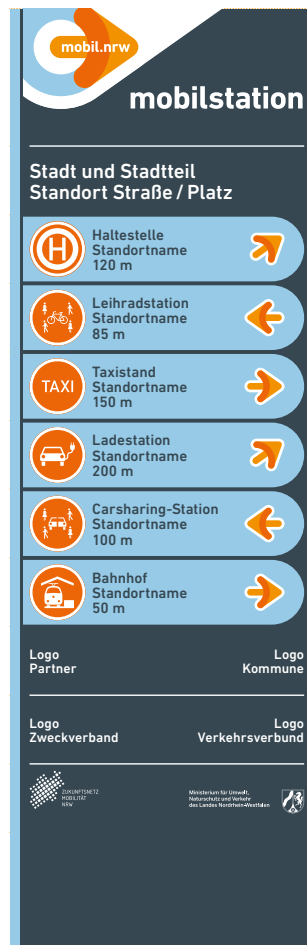 mobil.nrw
mobilstation
Stadt und Stadtteil
Standort Straße / Platz
H
Haltestelle
Standortname
120 m
Leihradstation
Standortname
85 m
TAXI
Taxistand
Standortname
150 m
Ladestation
Standortname
200 m
Carsharing-Station
Standortname
100 m
Bahnhof
Standortname
50 m
Logo
Partner
Logo
Kommune
Logo
Zweckverband
Logo
Verkehrsverbund
ZUKUNFTSNETZ
MOBILITÄT
NRW
Ministerium für Umwelt,
Naturschutz und Verkehr
des Landes Nordrhein-Westfalen